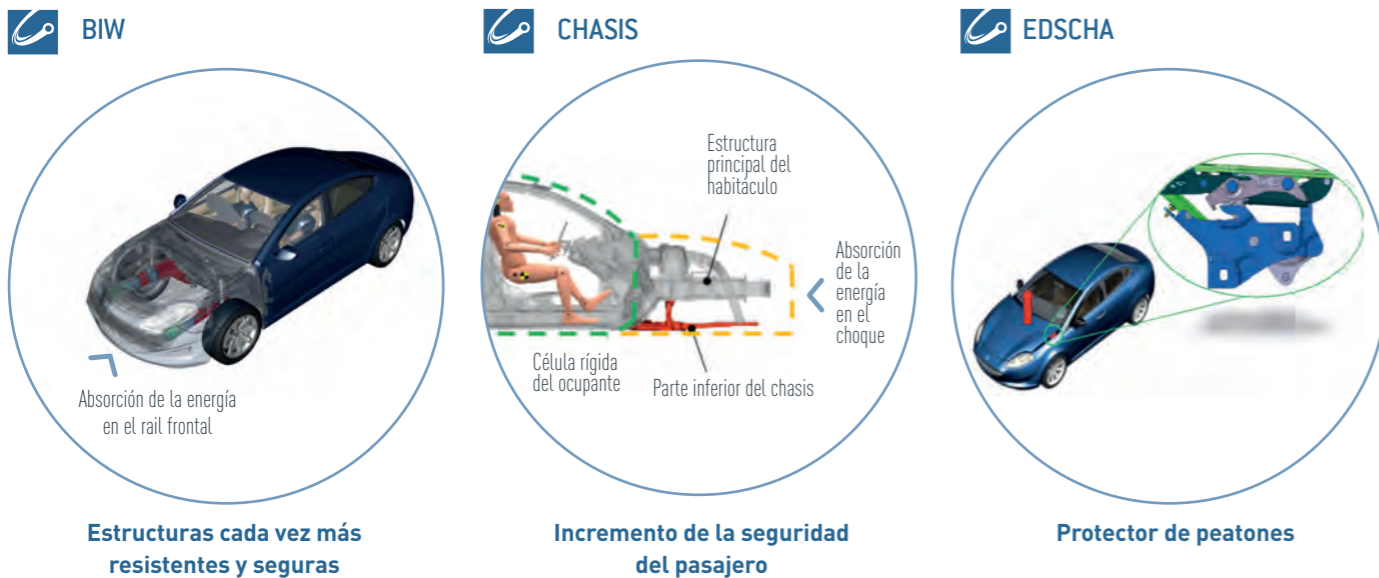 BIW
Absorción de la energía
en el rail frontal
Estructuras cada vez más
resistentes y seguras
CHASIS
Estructura
principal del
habitáculo
Absorción
de la
energía
en el
choque
Célula rígida
del ocupante
Parte inferior del chasis
Incremento de la seguridad
del pasajero
EDSCHA
Protector de peatones